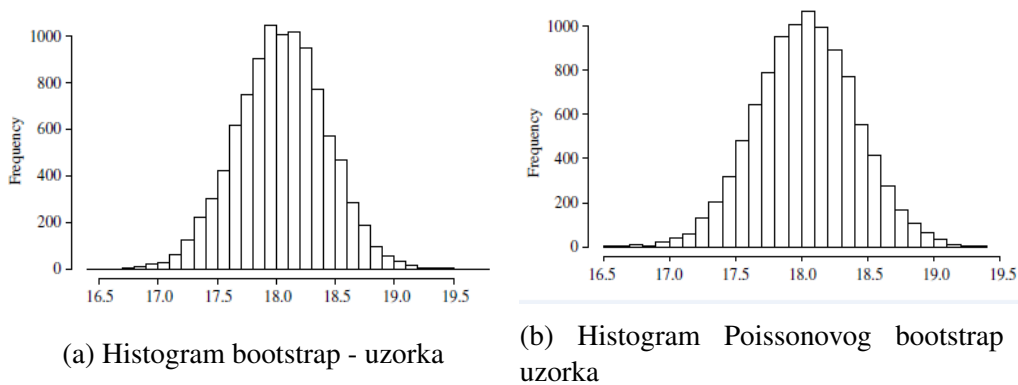 Frequency
1000
800
600
400
200
0
16.5 17.0 17.5 18.0 18.5 19.0 19.5
(a) Histogram bootstrap - uzorka
Frequency
1000
800
600
400
200
0
16.5 17.0 17.5 18.0 18.5 19.0 19.5
(b) Histogram Poissonovog bootstrap
uzorka